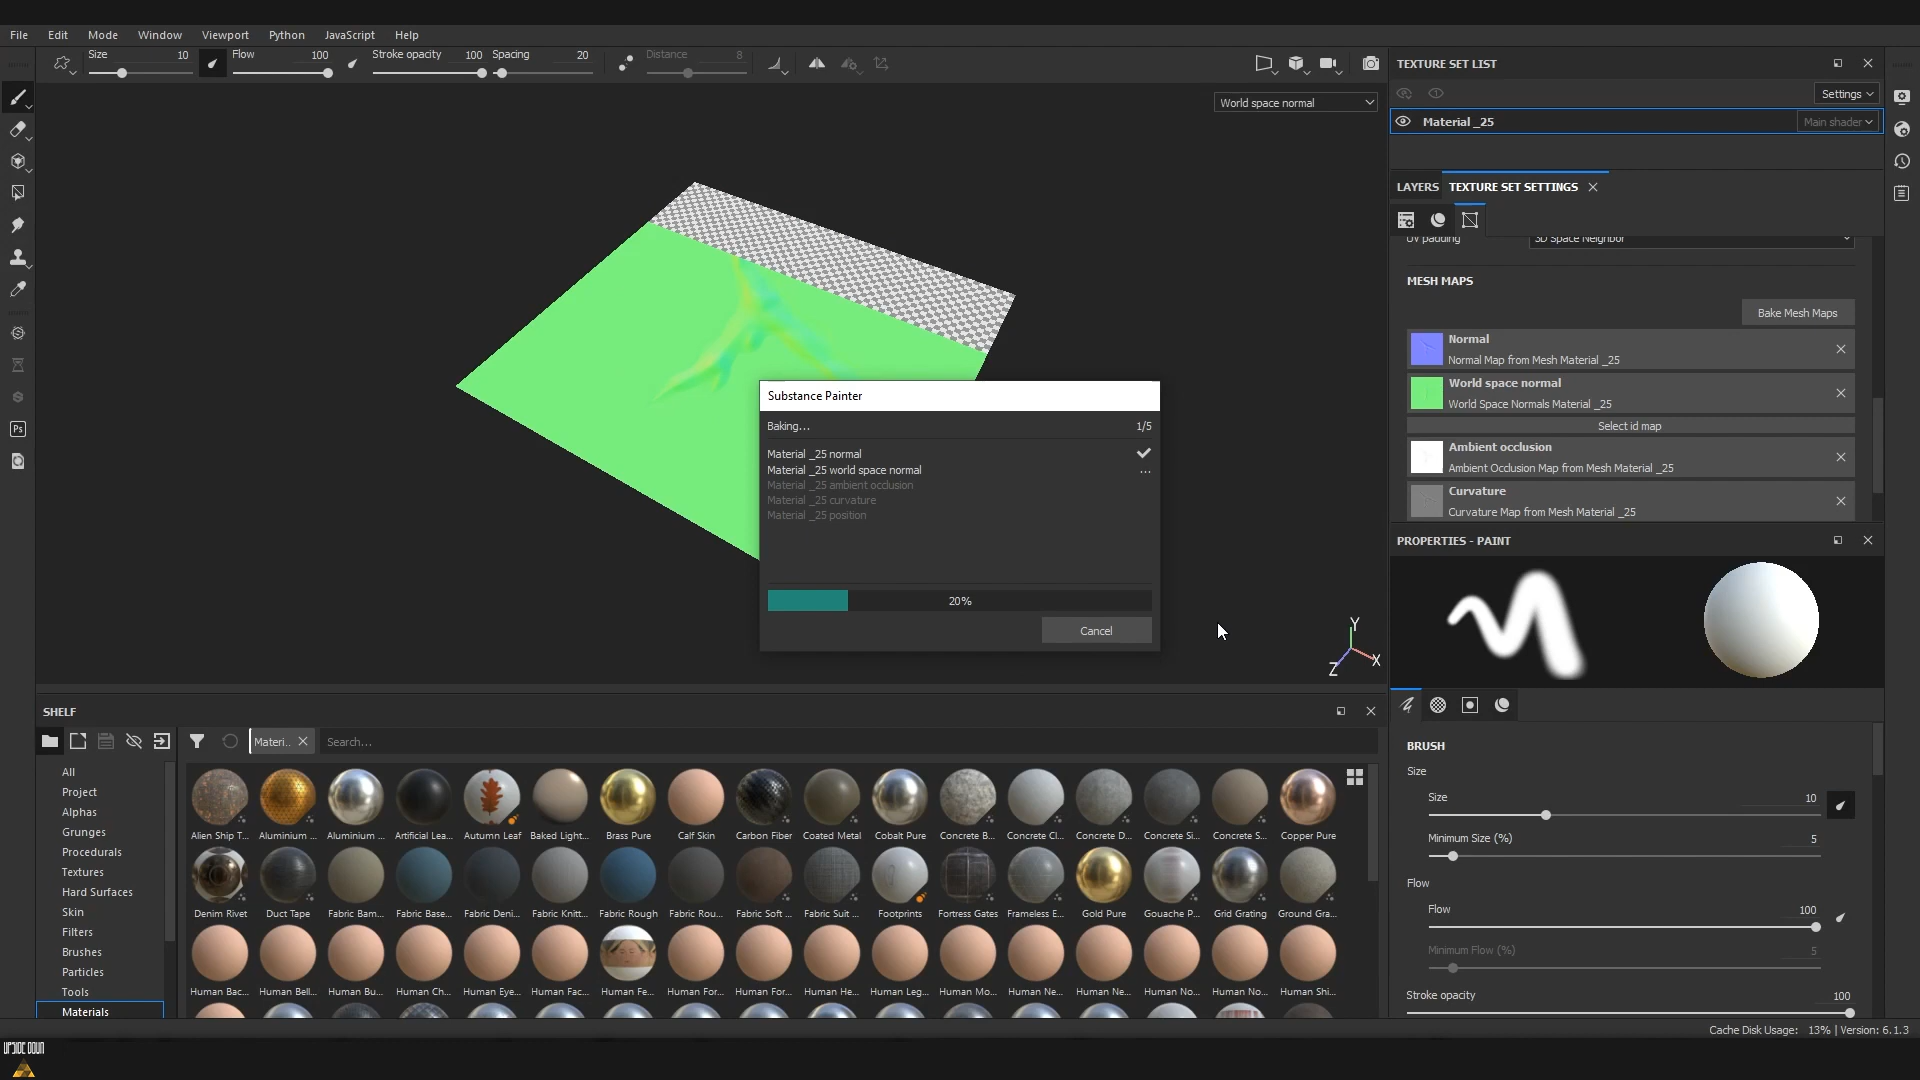 File Edit Mode Window Viewport Python JavaScript Help
Size 10 Flow 100 Stroke opacity 100 Spacing 20 Distance 8
World space normal
TEXTURE SET LIST
Settings
Material _25 Main shader
LAYERS TEXTURE SET SETTINGS
UV padding 3D Space Neighbor
MESH MAPS
Bake Mesh Maps
Normal
Normal Map from Mesh Material _25
World space normal
World Space Normals Material _25
Select id map
Ambient occlusion
Ambient Occlusion Map from Mesh Material _25
Curvature
Curvature Map from Mesh Material _25
Substance Painter
Baking... 1/5
Material _25 normal
Material _25 world space normal ...
Material _25 ambient occlusion
Material _25 curvature
Material _25 position
20%
Cancel
Y
X
Z
PROPERTIES - PAINT
BRUSH
Size
Size 10
Minimum Size (%) 5
Flow
Flow 100
Minimum Flow (%) 5
Stroke opacity 100
SHELF
Materi.. Search...
All
Project
Alphas
Grunges
Procedurals
Textures
Hard Surfaces
Skin
Filters
Brushes
Particles
Tools
Materials
Alien Ship T... Aluminium ... Aluminium ... Artificial Lea... Autumn Leaf Baked Light... Brass Pure Calf Skin Carbon Fiber Coated Metal Cobalt Pure Concrete B... Concrete Cl... Concrete D... Concrete Si... Concrete S... Copper Pure
Denim Rivet Duct Tape Fabric Bam... Fabric Base... Fabric Deni... Fabric Knitt... Fabric Rough Fabric Rou... Fabric Soft ... Fabric Suit ... Footprints Fortress Gates Frameless E... Gold Pure Gouache P... Grid Grating Ground Gra...
Human Bac... Human Bell... Human Bu... Human Ch... Human Eye... Human Fac... Human Fe... Human For... Human For... Human He... Human Leg... Human Mo... Human Ne... Human Ne... Human No... Human No... Human Shi...
Ps
Cache Disk Usage: 13% | Version: 6.1.3
UPSIDE DOWN